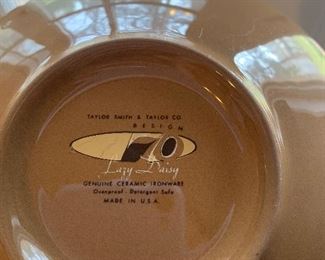 TAYLOR SMITH & TAYLOR CO
DESIGN
70
Lazy Daisy
GENUINE CERAMIC IRONWARE
Ovenproof - Detergent Safe
MADE IN U.S.A.